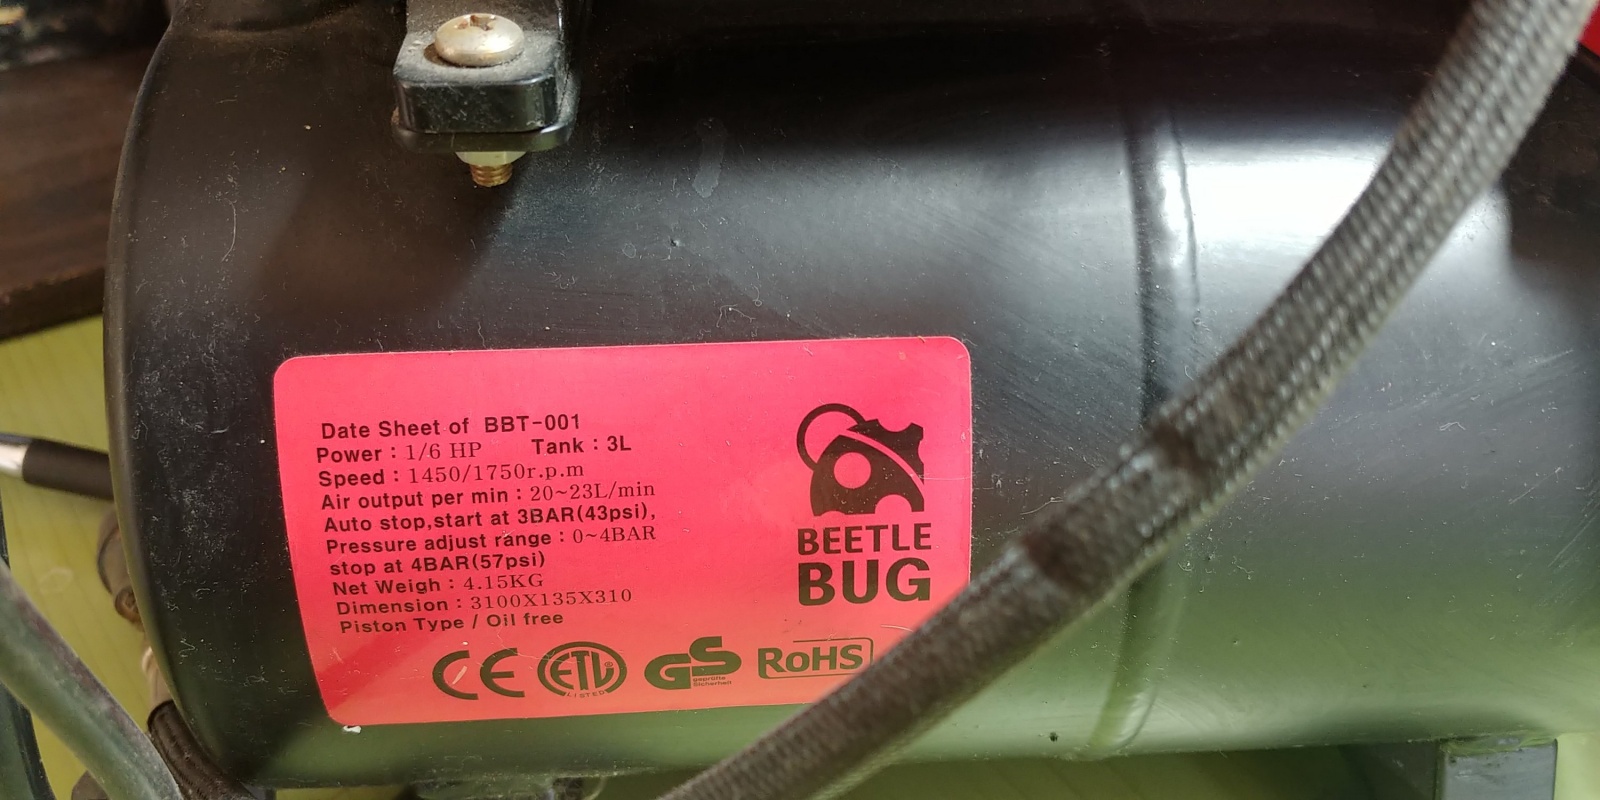 Date Sheet of BBT-001
Power : 1/6 HP Tank : 3L
Speed : 1450/1750r.p.m
Air output per min : 20~23L/min
Auto stop,start at 3BAR(43psi),
Pressure adjust range : 0~4BAR
stop at 4BAR(57psi)
Net Weigh : 4.15KG
Dimension : 3100X135X310
Piston Type / Oil free
BEETLE
BUG
CE ETL LISTED GS geprüfte Sicherheit RoHS